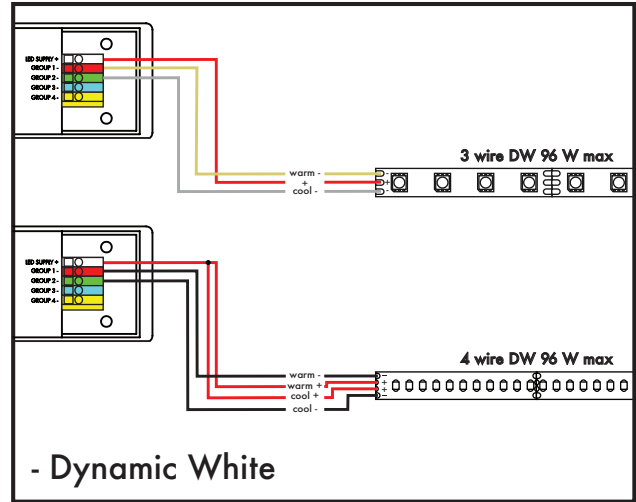 LED SUPPLY +
GROUP 1 -
GROUP 2 -
GROUP 3 -
GROUP 4 -
3 wire DW 96 W max
warm -
+
cool -
-
+
-
LED SUPPLY +
GROUP 1 -
GROUP 2 -
GROUP 3 -
GROUP 4 -
4 wire DW 96 W max
warm -
warm +
cool +
cool -
-
+
+
-
- Dynamic White